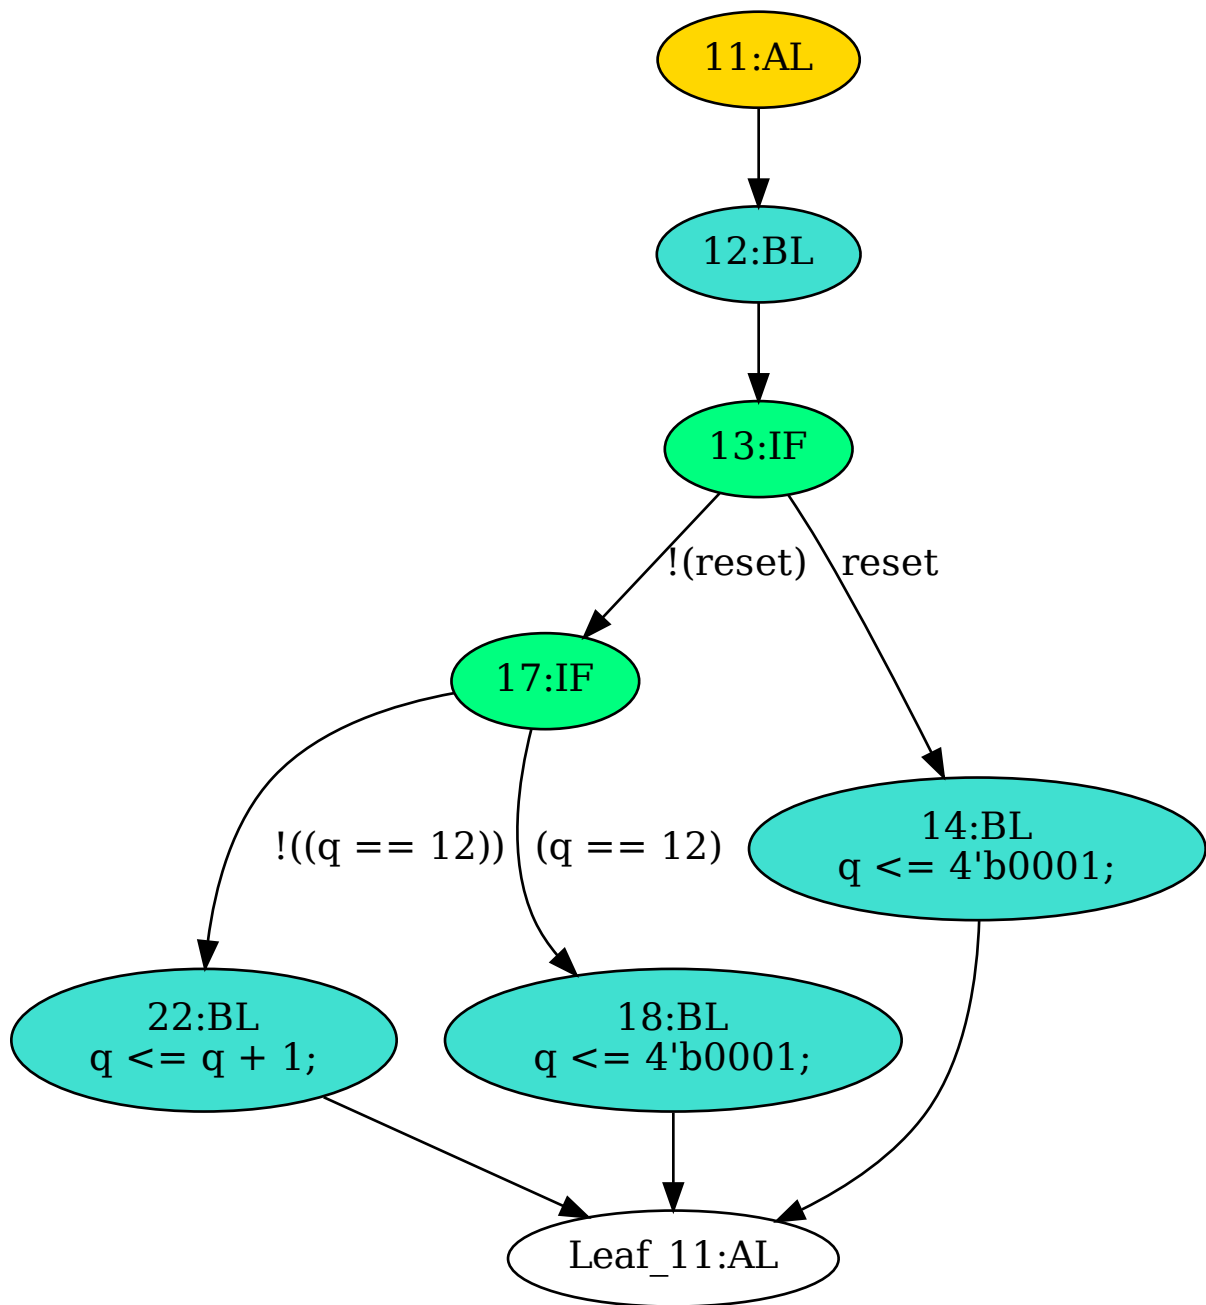 11:AL
12:BL
13:IF
!(reset)
reset
17:IF
!((q == 12))
(q == 12)
14:BL
q <= 4'b0001;
22:BL
q <= q + 1;
18:BL
q <= 4'b0001;
Leaf_11:AL